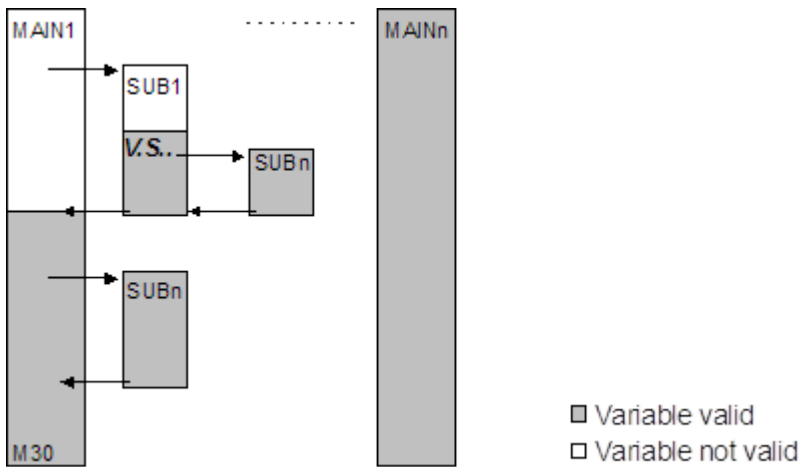 MAIN1
MAINn
SUB1
V.S..
SUBn
SUBn
M30
Variable valid
Variable not valid